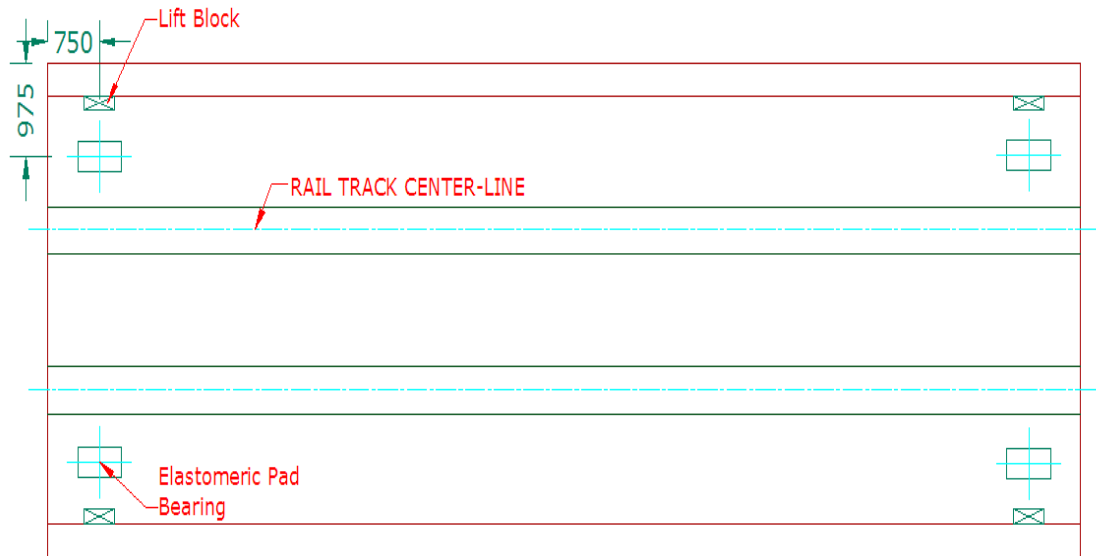 Lift Block
750
975
RAIL TRACK CENTER-LINE
Elastomeric Pad
Bearing